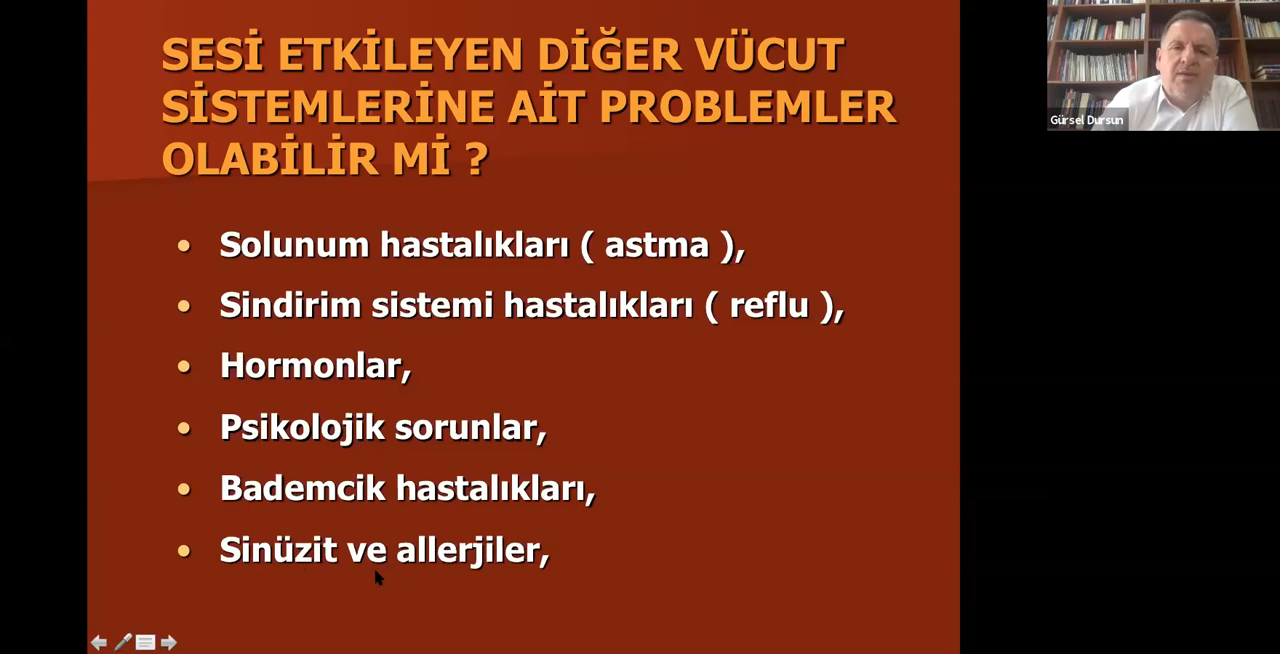 SESİ ETKİLEYEN DİĞER VÜCUT
SİSTEMLERİNE AİT PROBLEMLER
OLABİLİR Mİ ?
• Solunum hastalıkları ( astma ),
• Sindirim sistemi hastalıkları ( reflu ),
• Hormonlar,
• Psikolojik sorunlar,
• Bademcik hastalıkları,
• Sinüzit ve allerjiler,
Gürsel Dursun